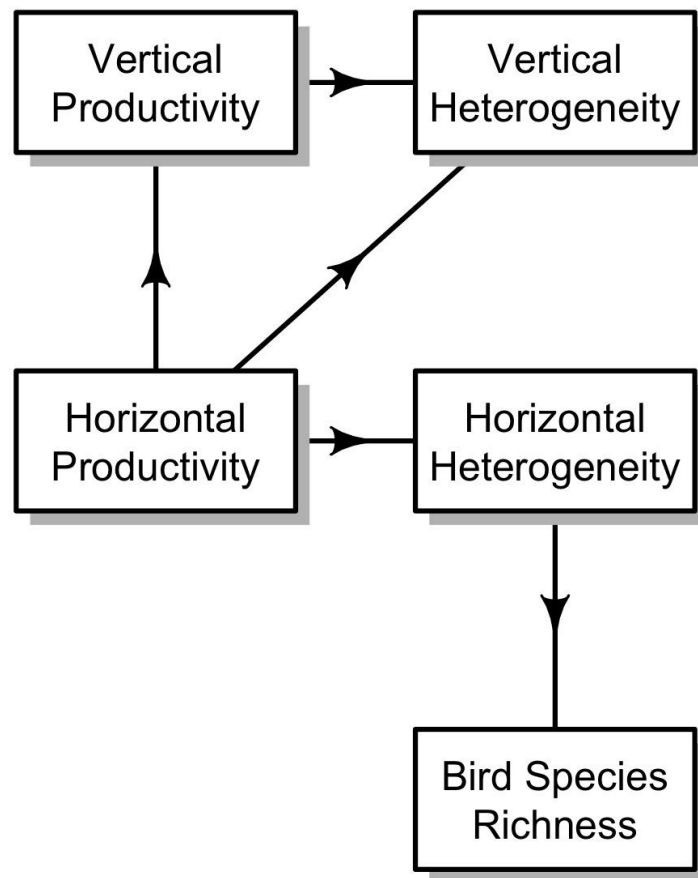 Vertical
Productivity
Vertical
Heterogeneity
Horizontal
Productivity
Horizontal
Heterogeneity
Bird Species
Richness